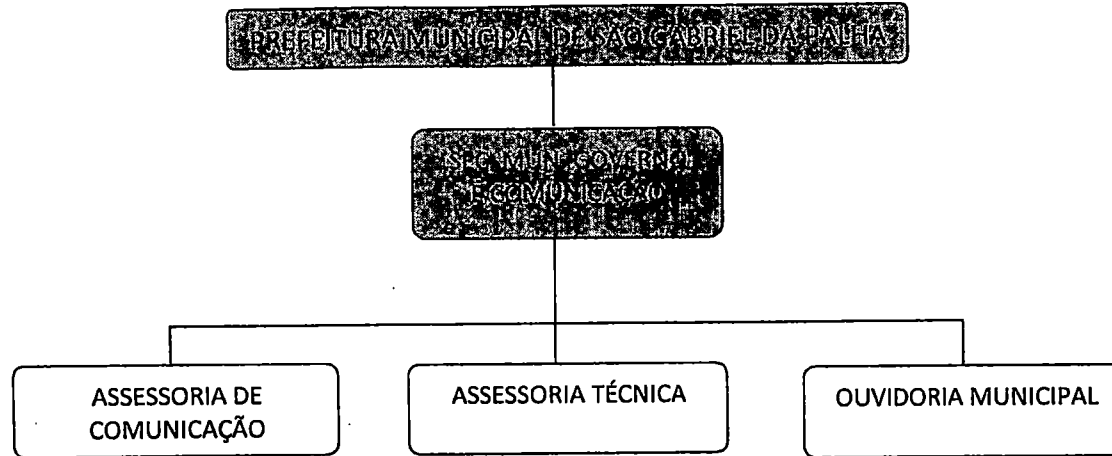 PREFEITURA MUNICIPAL DE SÃO GABRIEL DA PALHA
SEC. MUN. GOVERNO
E COMUNICAÇÃO
ASSESSORIA DE
COMUNICAÇÃO
ASSESSORIA TÉCNICA
OUVIDORIA MUNICIPAL